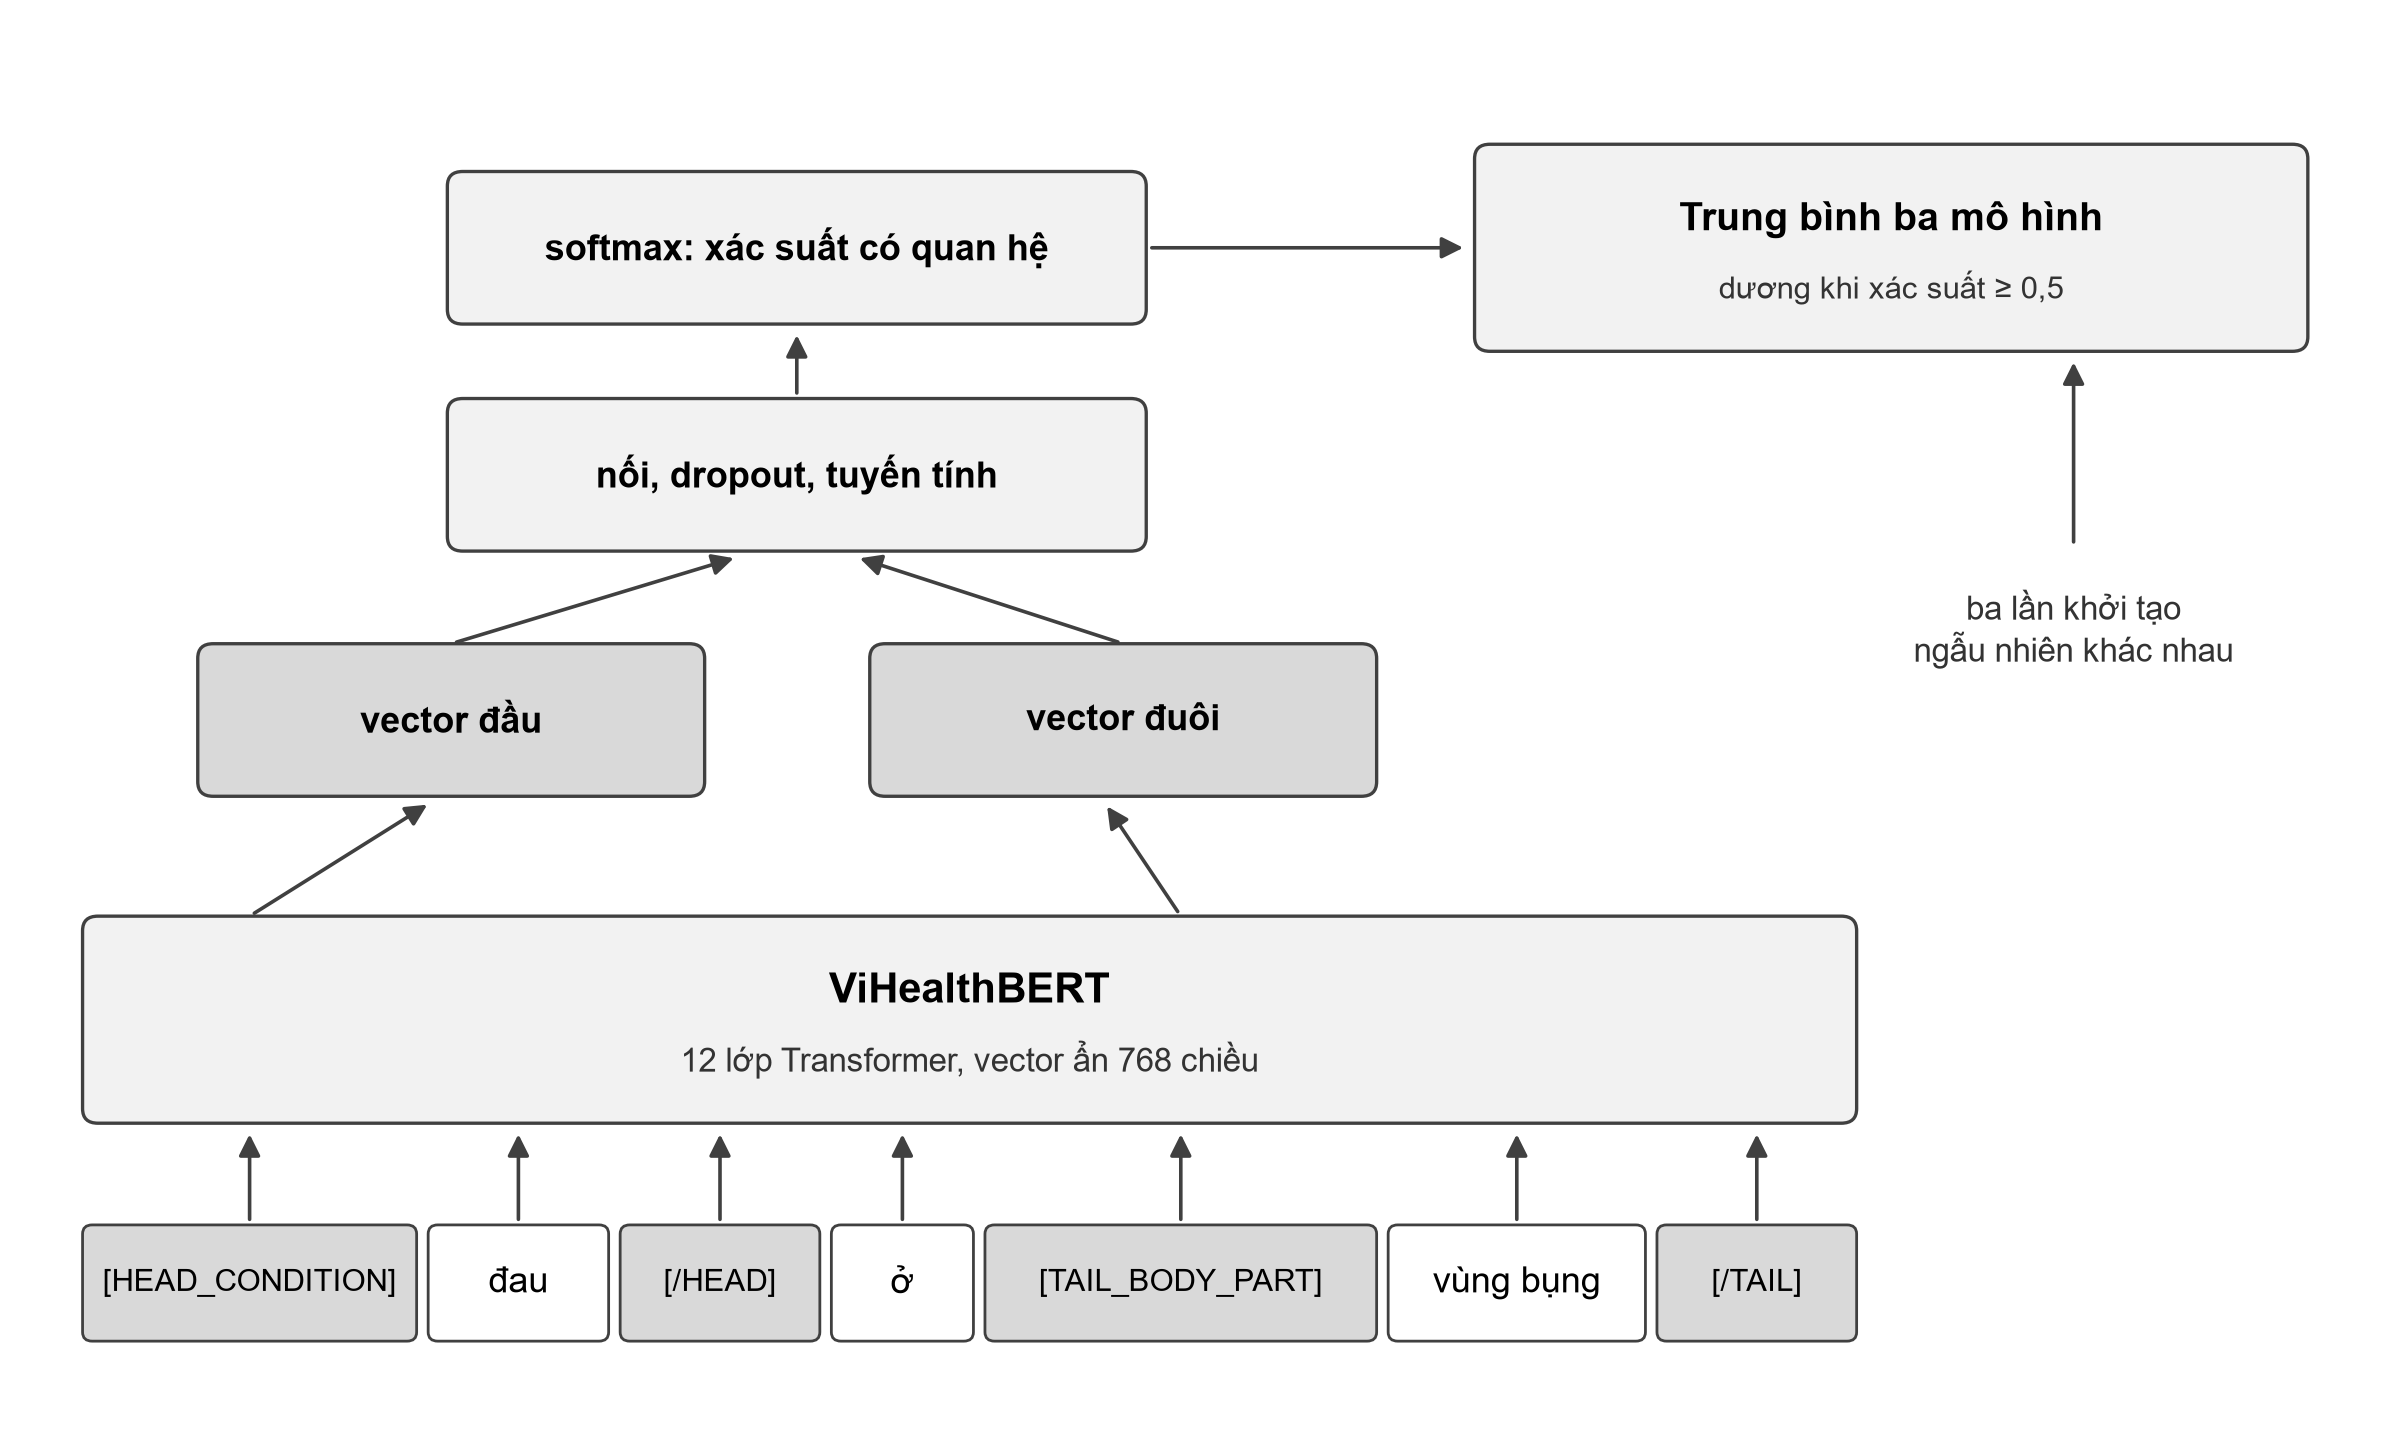 softmax: xác suất có quan hệ
Trung bình ba mô hình
dương khi xác suất ≥ 0,5
nối, dropout, tuyến tính
ba lần khởi tạo
ngẫu nhiên khác nhau
vector đầu
vector đuôi
ViHealthBERT
12 lớp Transformer, vector ẩn 768 chiều
[HEAD_CONDITION]
đau
[/HEAD]
ở
[TAIL_BODY_PART]
vùng bụng
[/TAIL]